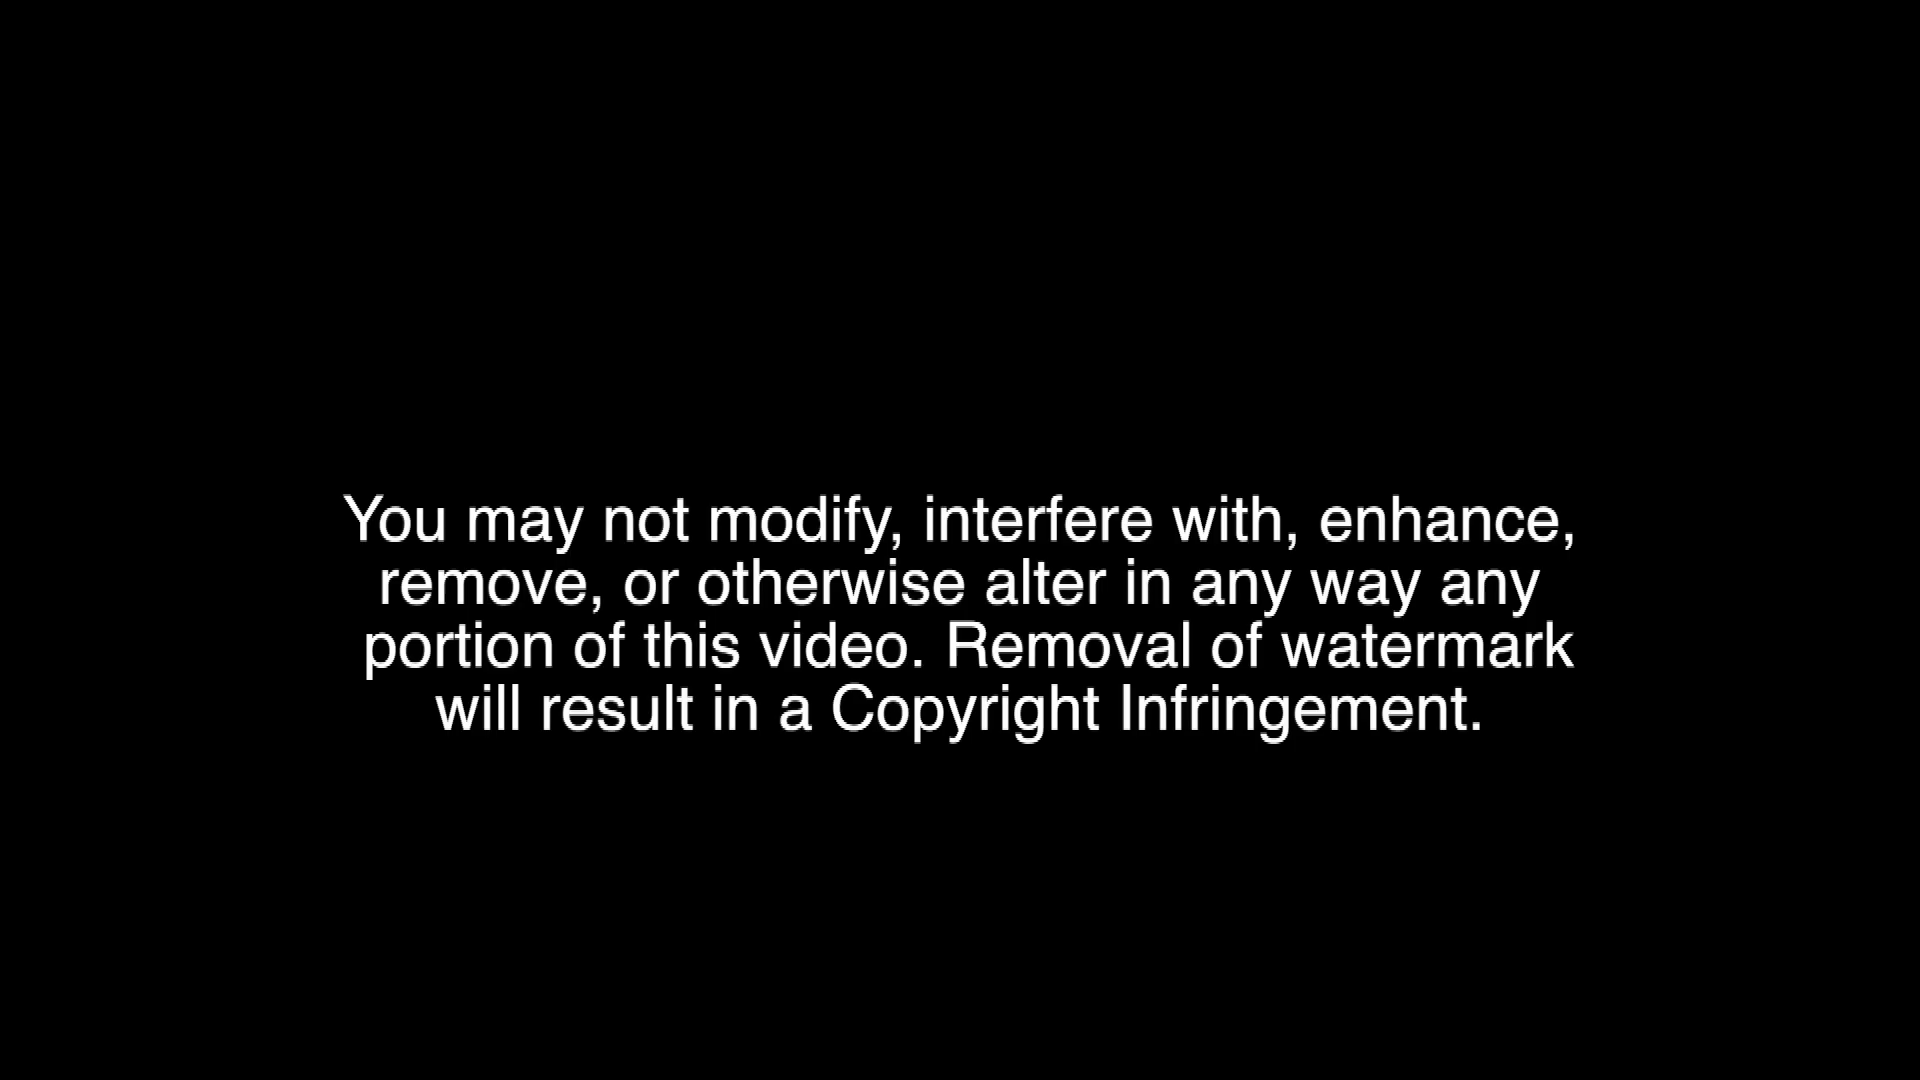 You may not modify, interfere with, enhance,
remove, or otherwise alter in any way any
portion of this video. Removal of watermark
will result in a Copyright Infringement.